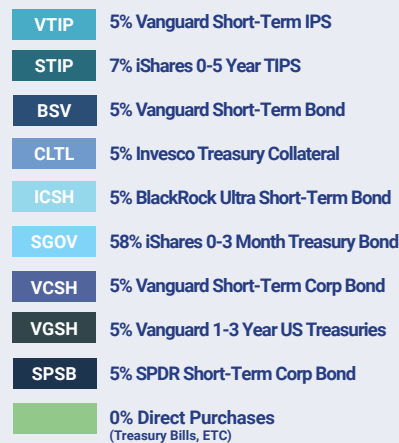 VTIP 5% Vanguard Short-Term IPS
STIP 7% iShares 0-5 Year TIPS
BSV 5% Vanguard Short-Term Bond
CLTL 5% Invesco Treasury Collateral
ICSH 5% BlackRock Ultra Short-Term Bond
SGOV 58% iShares 0-3 Month Treasury Bond
VCSH 5% Vanguard Short-Term Corp Bond
VGSH 5% Vanguard 1-3 Year US Treasuries
SPSB 5% SPDR Short-Term Corp Bond
0% Direct Purchases
(Treasury Bills, ETC)